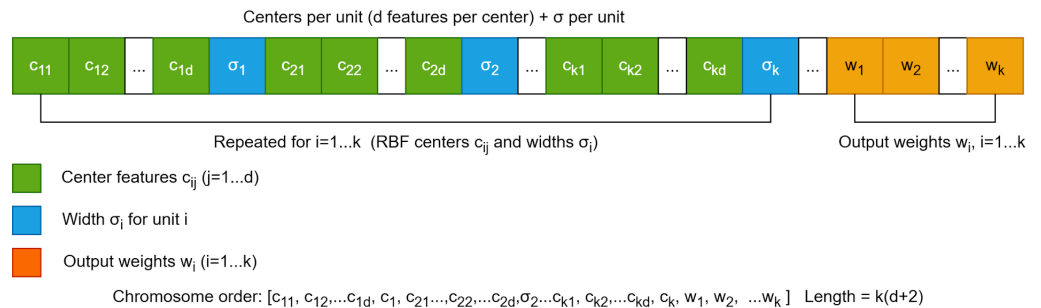 Centers per unit (d features per center) + σ per unit
c₁₁ c₁₂ ... c₁d σ₁ c₂₁ c₂₂ ... c₂d σ₂ ... cₖ₁ cₖ₂ ... cₖd σₖ ... w₁ w₂ ... wₖ
Repeated for i=1...k (RBF centers cᵢⱼ and widths σᵢ) Output weights wᵢ, i=1...k
Center features cᵢⱼ (j=1...d)
Width σᵢ for unit i
Output weights wᵢ (i=1...k)
Chromosome order: [c₁₁, c₁₂,...c₁d, c₁, c₂₁...,c₂₂,...c₂d,σ₂...cₖ₁, cₖ₂,...cₖd, cₖ, w₁, w₂, ...wₖ ] Length = k(d+2)